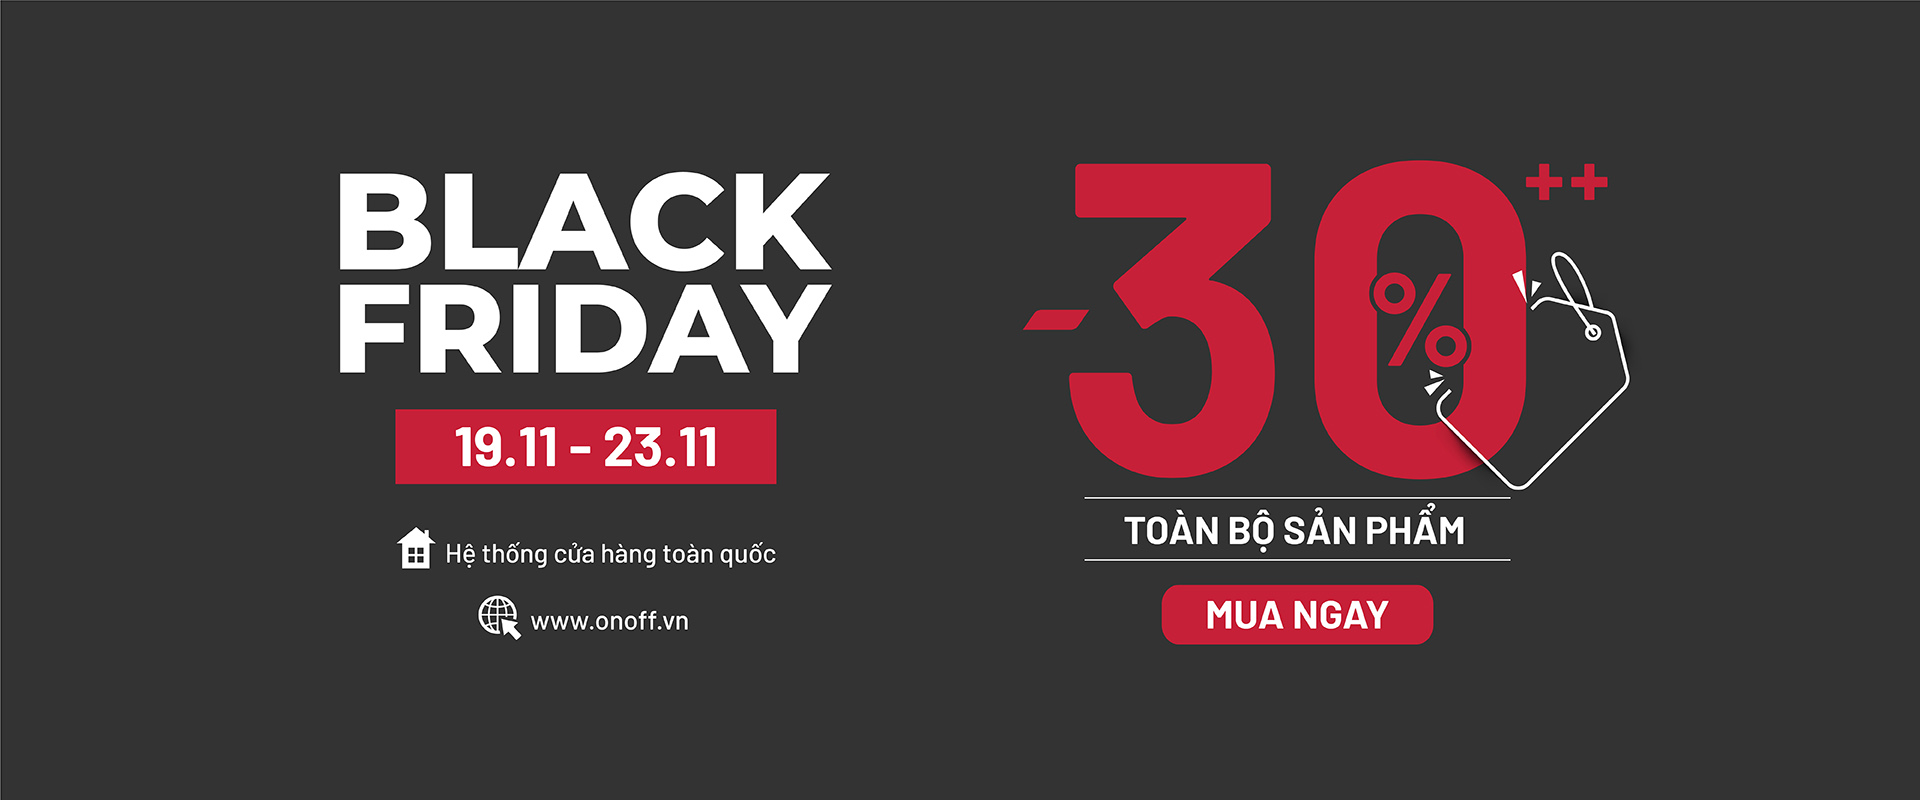 BLACK
FRIDAY
19.11 - 23.11
Hệ thống cửa hàng toàn quốc
www.onoff.vn
-30%++
TOÀN BỘ SẢN PHẨM
MUA NGAY